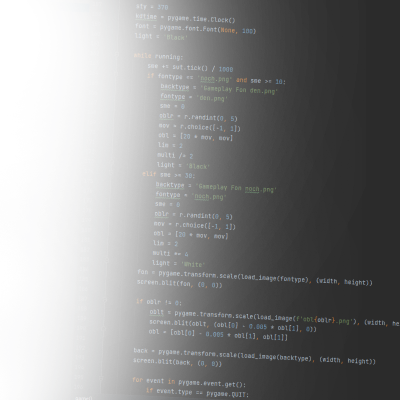 sdy = 270
hdtime = pygame.time.Clock()
font = pygame.font.Font(None, 100)
light = 'Black'
while running:
sme += sut.tick() / 1000
if fontype == 'noch.png' and sme >= 10:
backtype = 'Gameplay Fon den.png'
fontype = 'den.png'
sme = 0
oblr = r.randint(0, 5)
mov = r.choice([-1, 1])
obl = [20 * mov, mov]
lim = 2
multi /= 2
light = 'Black'
elif sme >= 30:
backtype = 'Gameplay Fon noch.png'
fontype = 'noch.png'
sme = 0
oblr = r.randint(0, 5)
mov = r.choice([-1, 1])
obl = [20 * mov, mov]
lim = 2
multi *= 4
light = 'White'
fon = pygame.transform.scale(load_image(fontype), (width, height))
screen.blit(fon, (0, 0))
if oblr != 0:
oblt = pygame.transform.scale(load_image(f'obl{oblr}.png'), (width, he
screen.blit(oblt, (obl[0] - 0.005 * obl[1], 0))
obl = [obl[0] - 0.005 * obl[1], obl[1]]
back = pygame.transform.scale(load_image(backtype), (width, height))
screen.blit(back, (0, 0))
for event in pygame.event.get():
if event.type == pygame.QUIT: